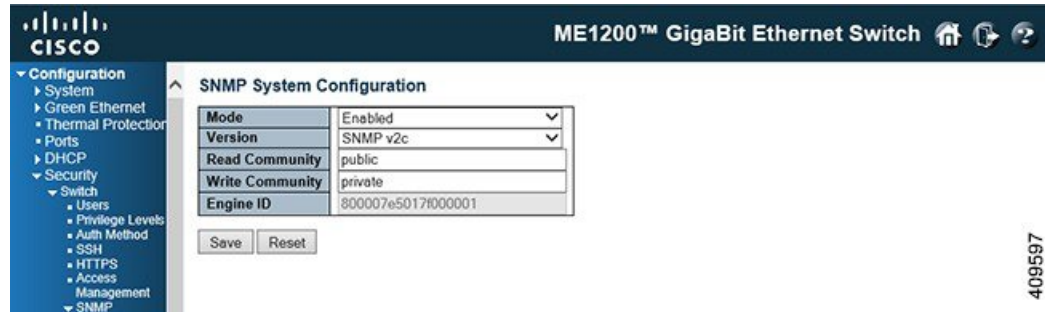 CISCO
ME1200™ GigaBit Ethernet Switch
Configuration
System
Green Ethernet
Thermal Protection
Ports
DHCP
Security
Switch
Users
Privilege Levels
Auth Method
SSH
HTTPS
Access
Management
SNMP
SNMP System Configuration
Mode Enabled
Version SNMP v2c
Read Community public
Write Community private
Engine ID 800007e5017f000001
Save Reset
409597